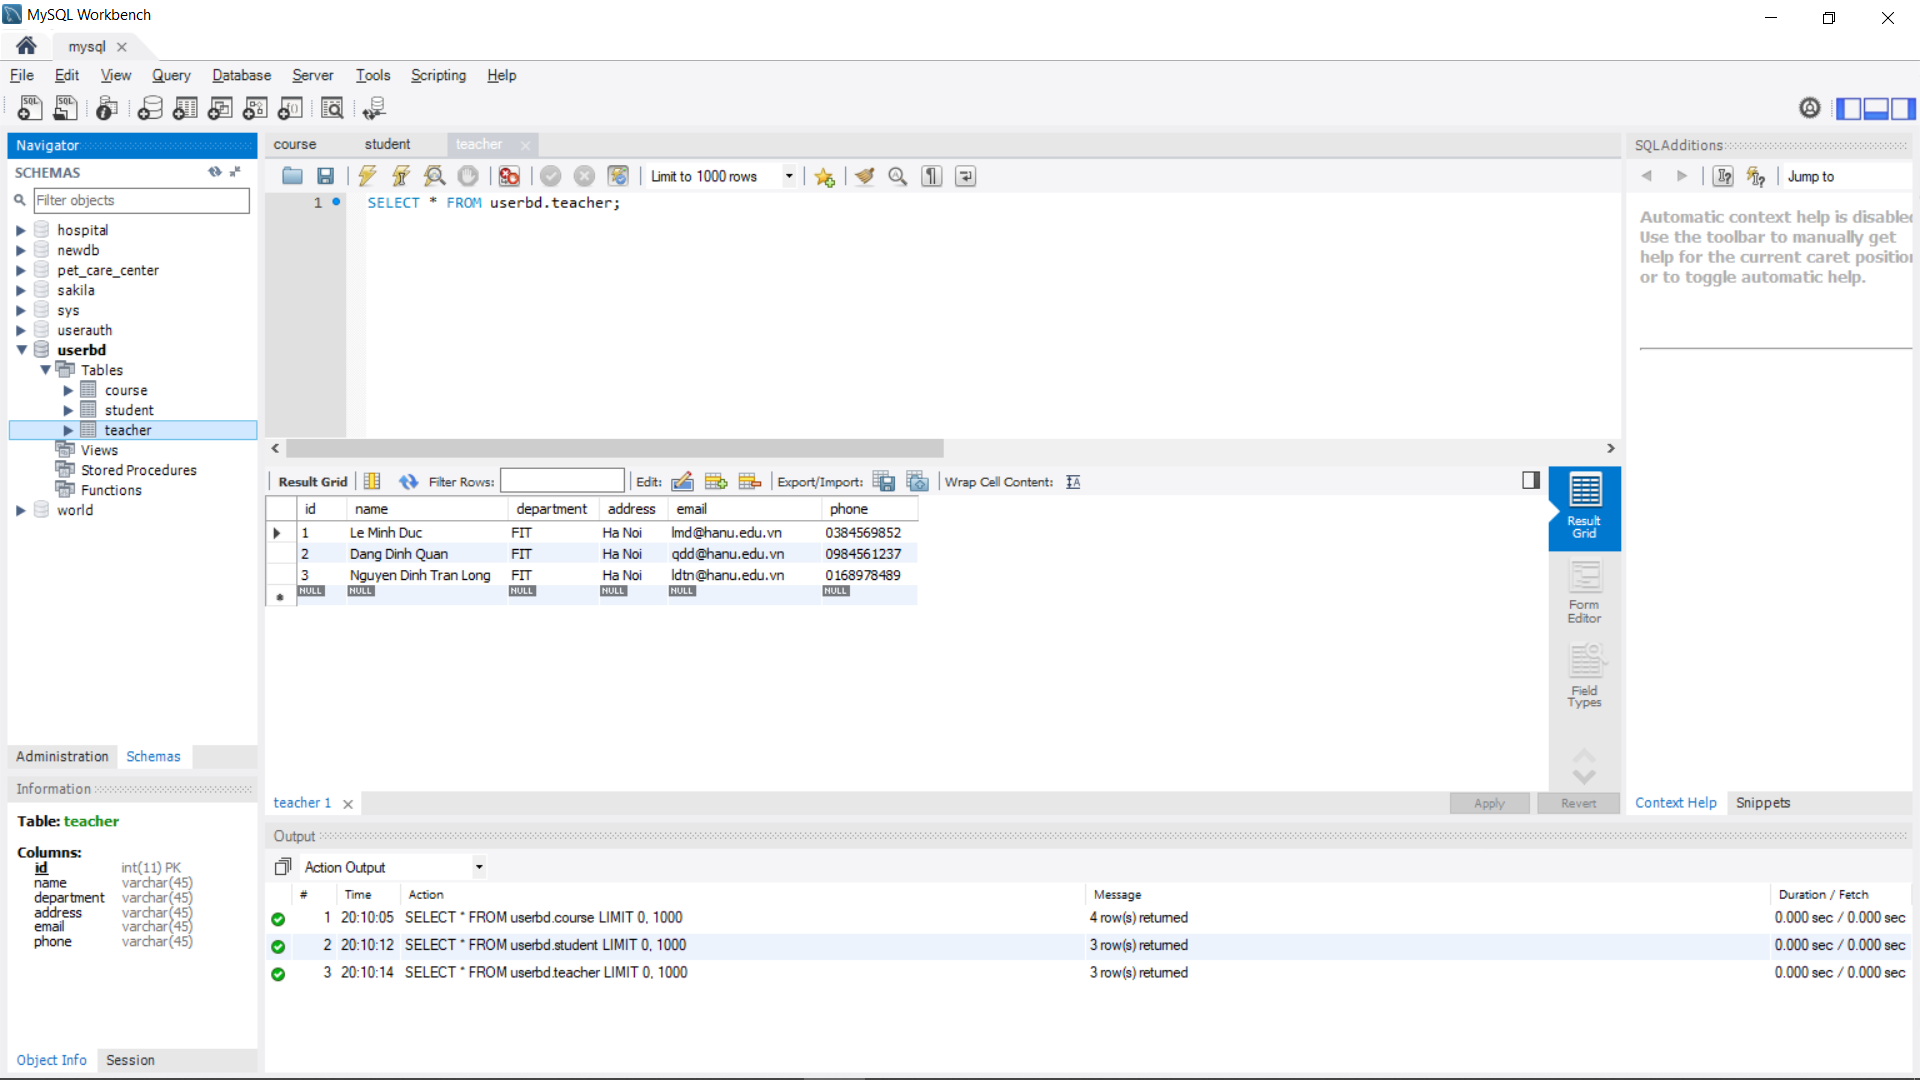 MySQL Workbench
mysql
File Edit View Query Database Server Tools Scripting Help
Navigator
SCHEMAS
Filter objects
hospital
newdb
pet_care_center
sakila
sys
userauth
userbd
Tables
course
student
teacher
Views
Stored Procedures
Functions
world
Administration Schemas
Information
Table: teacher
Columns:
id int(11) PK
name varchar(45)
department varchar(45)
address varchar(45)
email varchar(45)
phone varchar(45)
Object Info Session
course student teacher
Limit to 1000 rows
1 SELECT * FROM userbd.teacher;
Result Grid Filter Rows: Edit: Export/Import: Wrap Cell Content:
id name department address email phone
1 Le Minh Duc FIT Ha Noi lmd@hanu.edu.vn 0384569852
2 Dang Dinh Quan FIT Ha Noi qdd@hanu.edu.vn 0984561237
3 Nguyen Dinh Tran Long FIT Ha Noi ldtn@hanu.edu.vn 0168978489
NULL NULL NULL NULL NULL NULL
Result
Grid
Form
Editor
Field
Types
teacher 1
Apply Revert
SQLAdditions
Jump to
Automatic context help is disabled
Use the toolbar to manually get
help for the current caret position
or to toggle automatic help.
Context Help Snippets
Output
Action Output
# Time Action Message Duration / Fetch
1 20:10:05 SELECT * FROM userbd.course LIMIT 0, 1000 4 row(s) returned 0.000 sec / 0.000 sec
2 20:10:12 SELECT * FROM userbd.student LIMIT 0, 1000 3 row(s) returned 0.000 sec / 0.000 sec
3 20:10:14 SELECT * FROM userbd.teacher LIMIT 0, 1000 3 row(s) returned 0.000 sec / 0.000 sec